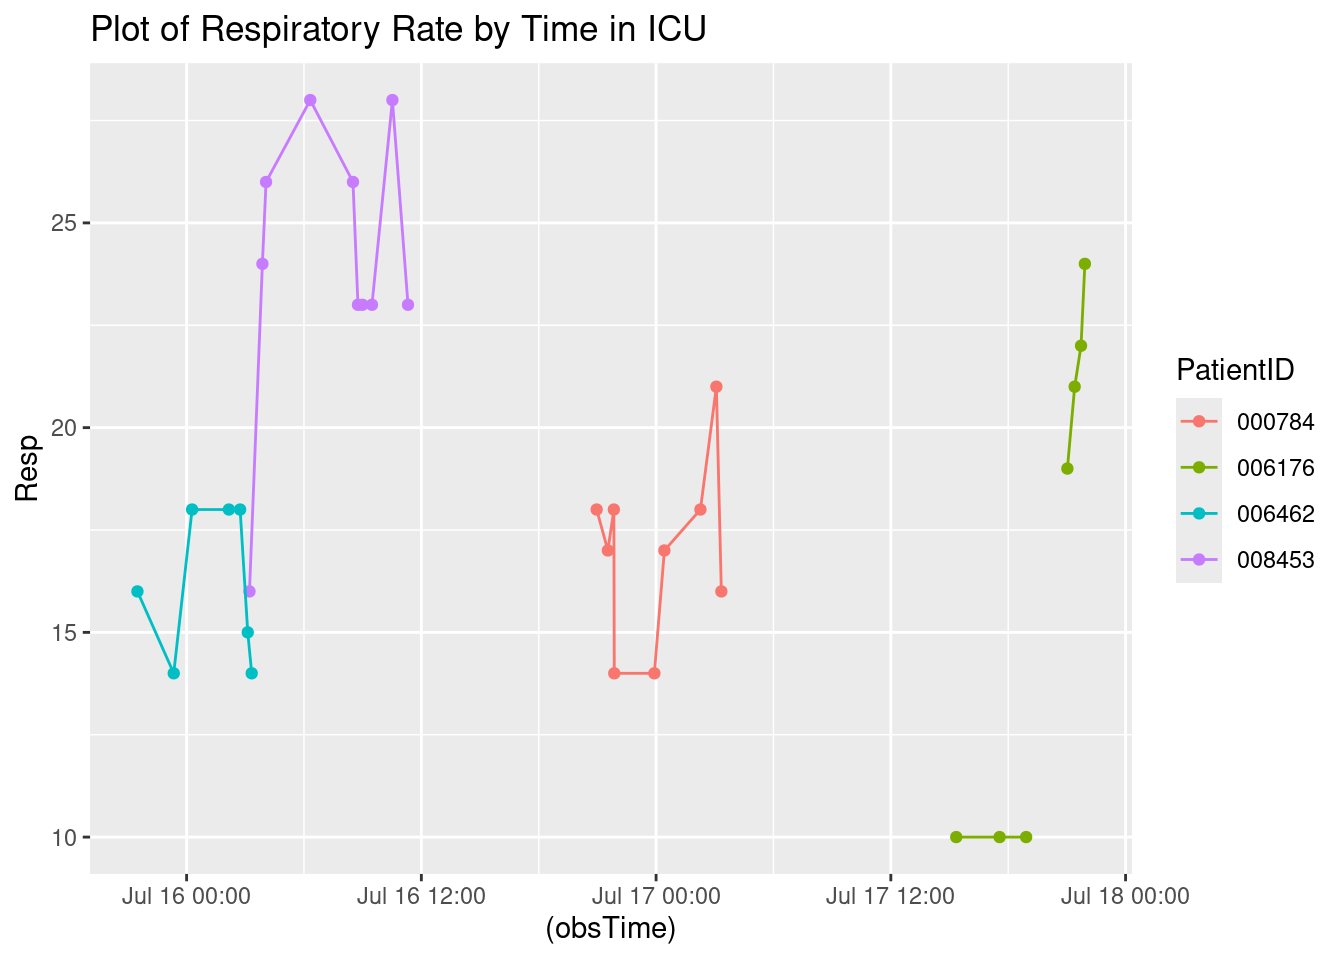 Plot of Respiratory Rate by Time in ICU
Resp
25
20
15
10
Jul 16 00:00
Jul 16 12:00
Jul 17 00:00
Jul 17 12:00
Jul 18 00:00
(obsTime)
PatientID
000784
006176
006462
008453